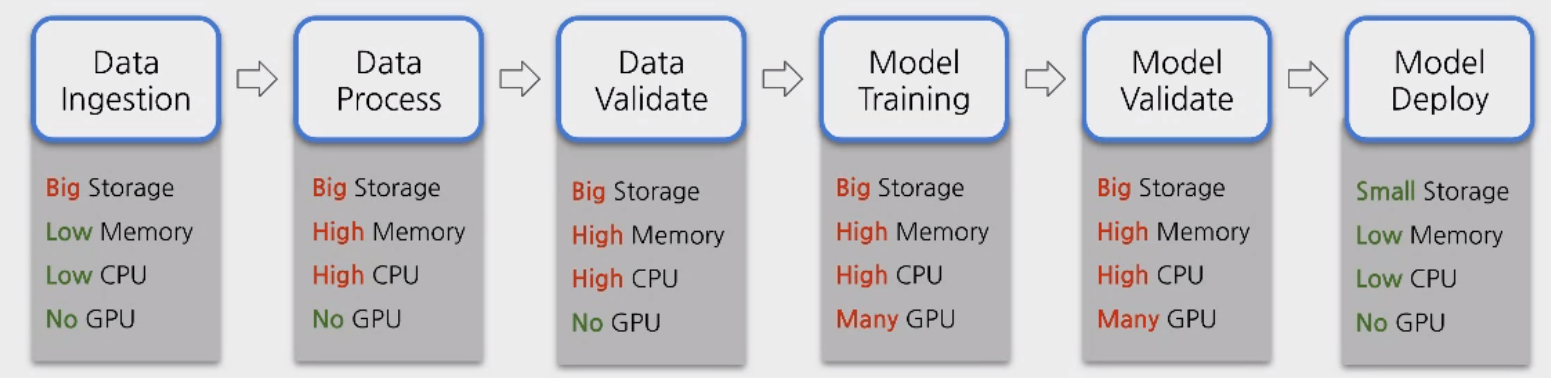 Data
Ingestion
Big Storage
Low Memory
Low CPU
No GPU
Data
Process
Big Storage
High Memory
High CPU
No GPU
Data
Validate
Big Storage
High Memory
High CPU
No GPU
Model
Training
Big Storage
High Memory
High CPU
Many GPU
Model
Validate
Big Storage
High Memory
High CPU
Many GPU
Model
Deploy
Small Storage
Low Memory
Low CPU
No GPU